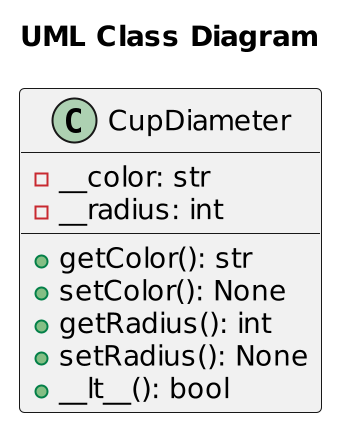 UML Class Diagram
C CupDiameter
__color: str
__radius: int
getColor(): str
setColor(): None
getRadius(): int
setRadius(): None
__lt__(): bool